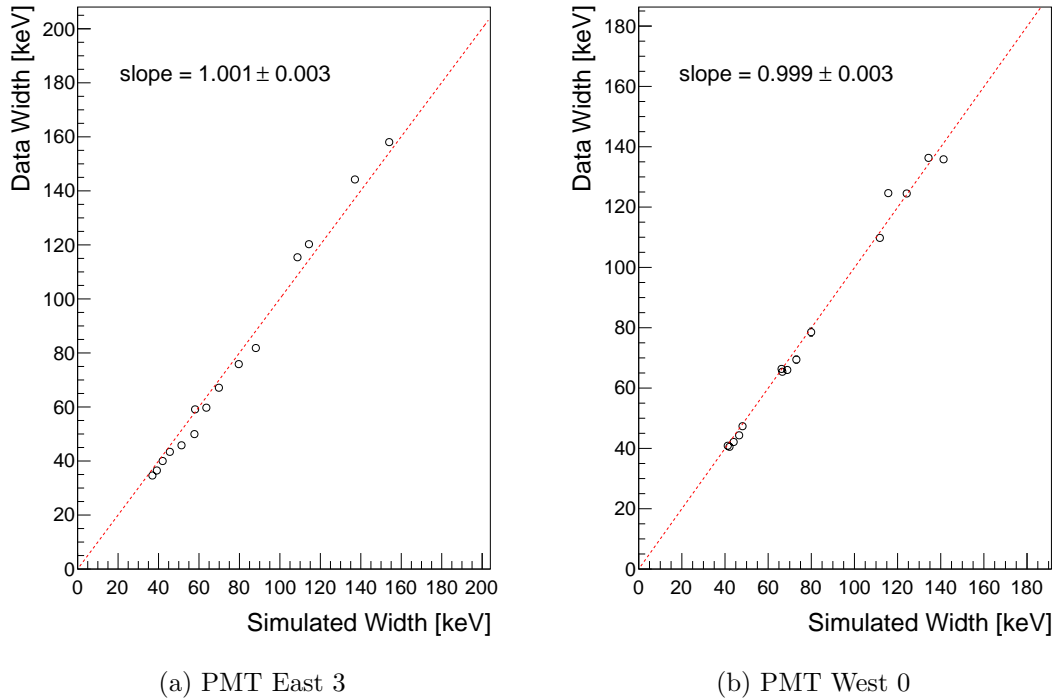 Data Width [keV]
200
180
160
140
120
100
80
60
40
20
0
slope = 1.001 ± 0.003
0 20 40 60 80 100 120 140 160 180 200
Simulated Width [keV]
(a) PMT East 3
Data Width [keV]
180
160
140
120
100
80
60
40
20
0
slope = 0.999 ± 0.003
0 20 40 60 80 100 120 140 160 180
Simulated Width [keV]
(b) PMT West 0